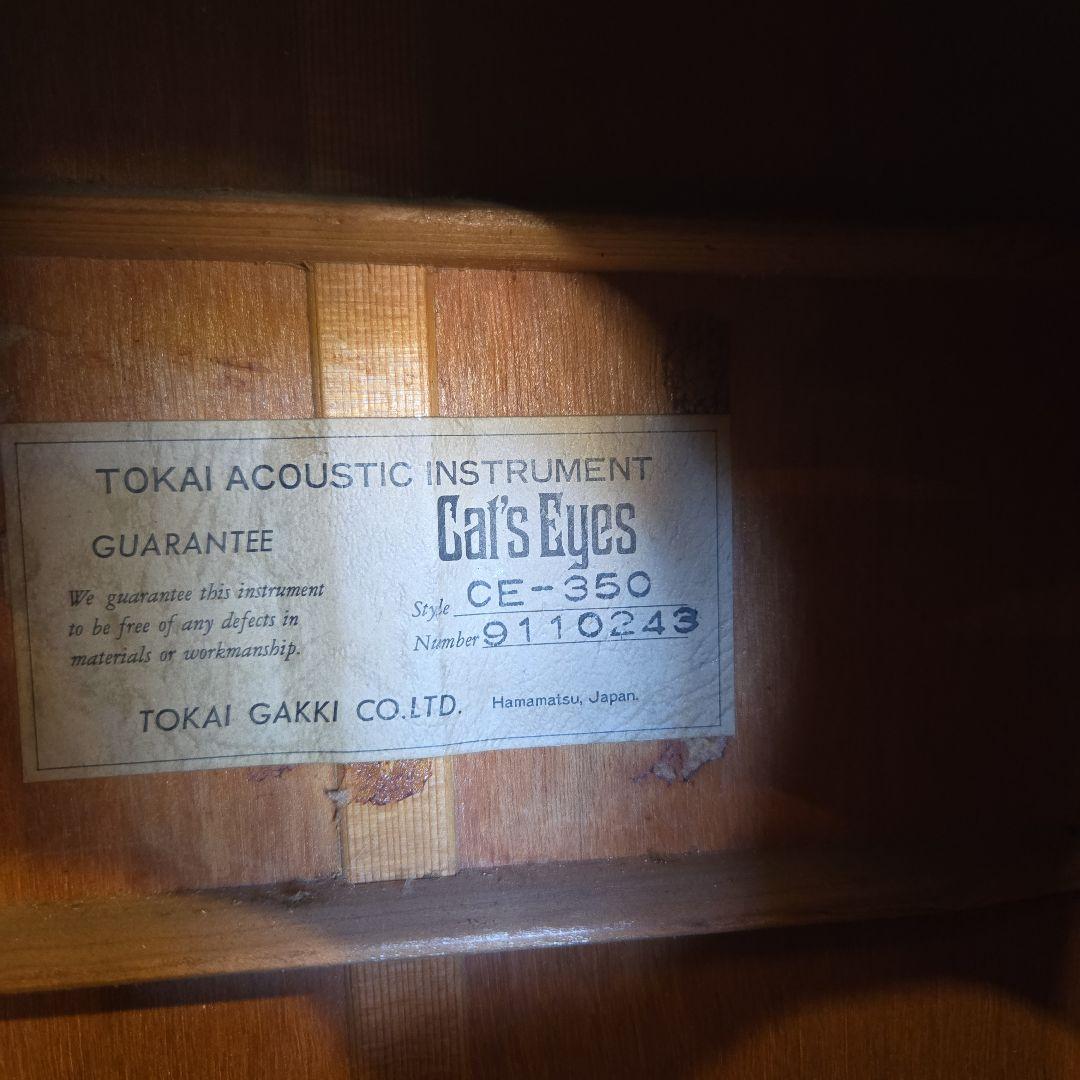 TOKAI ACOUSTIC INSTRUMENT
Cat's Eyes
GUARANTEE
We guarantee this instrument
to be free of any defects in
materials or workmanship.
Style CE-350
Number 9110243
TOKAI GAKKI CO.LTD. Hamamatsu, Japan.